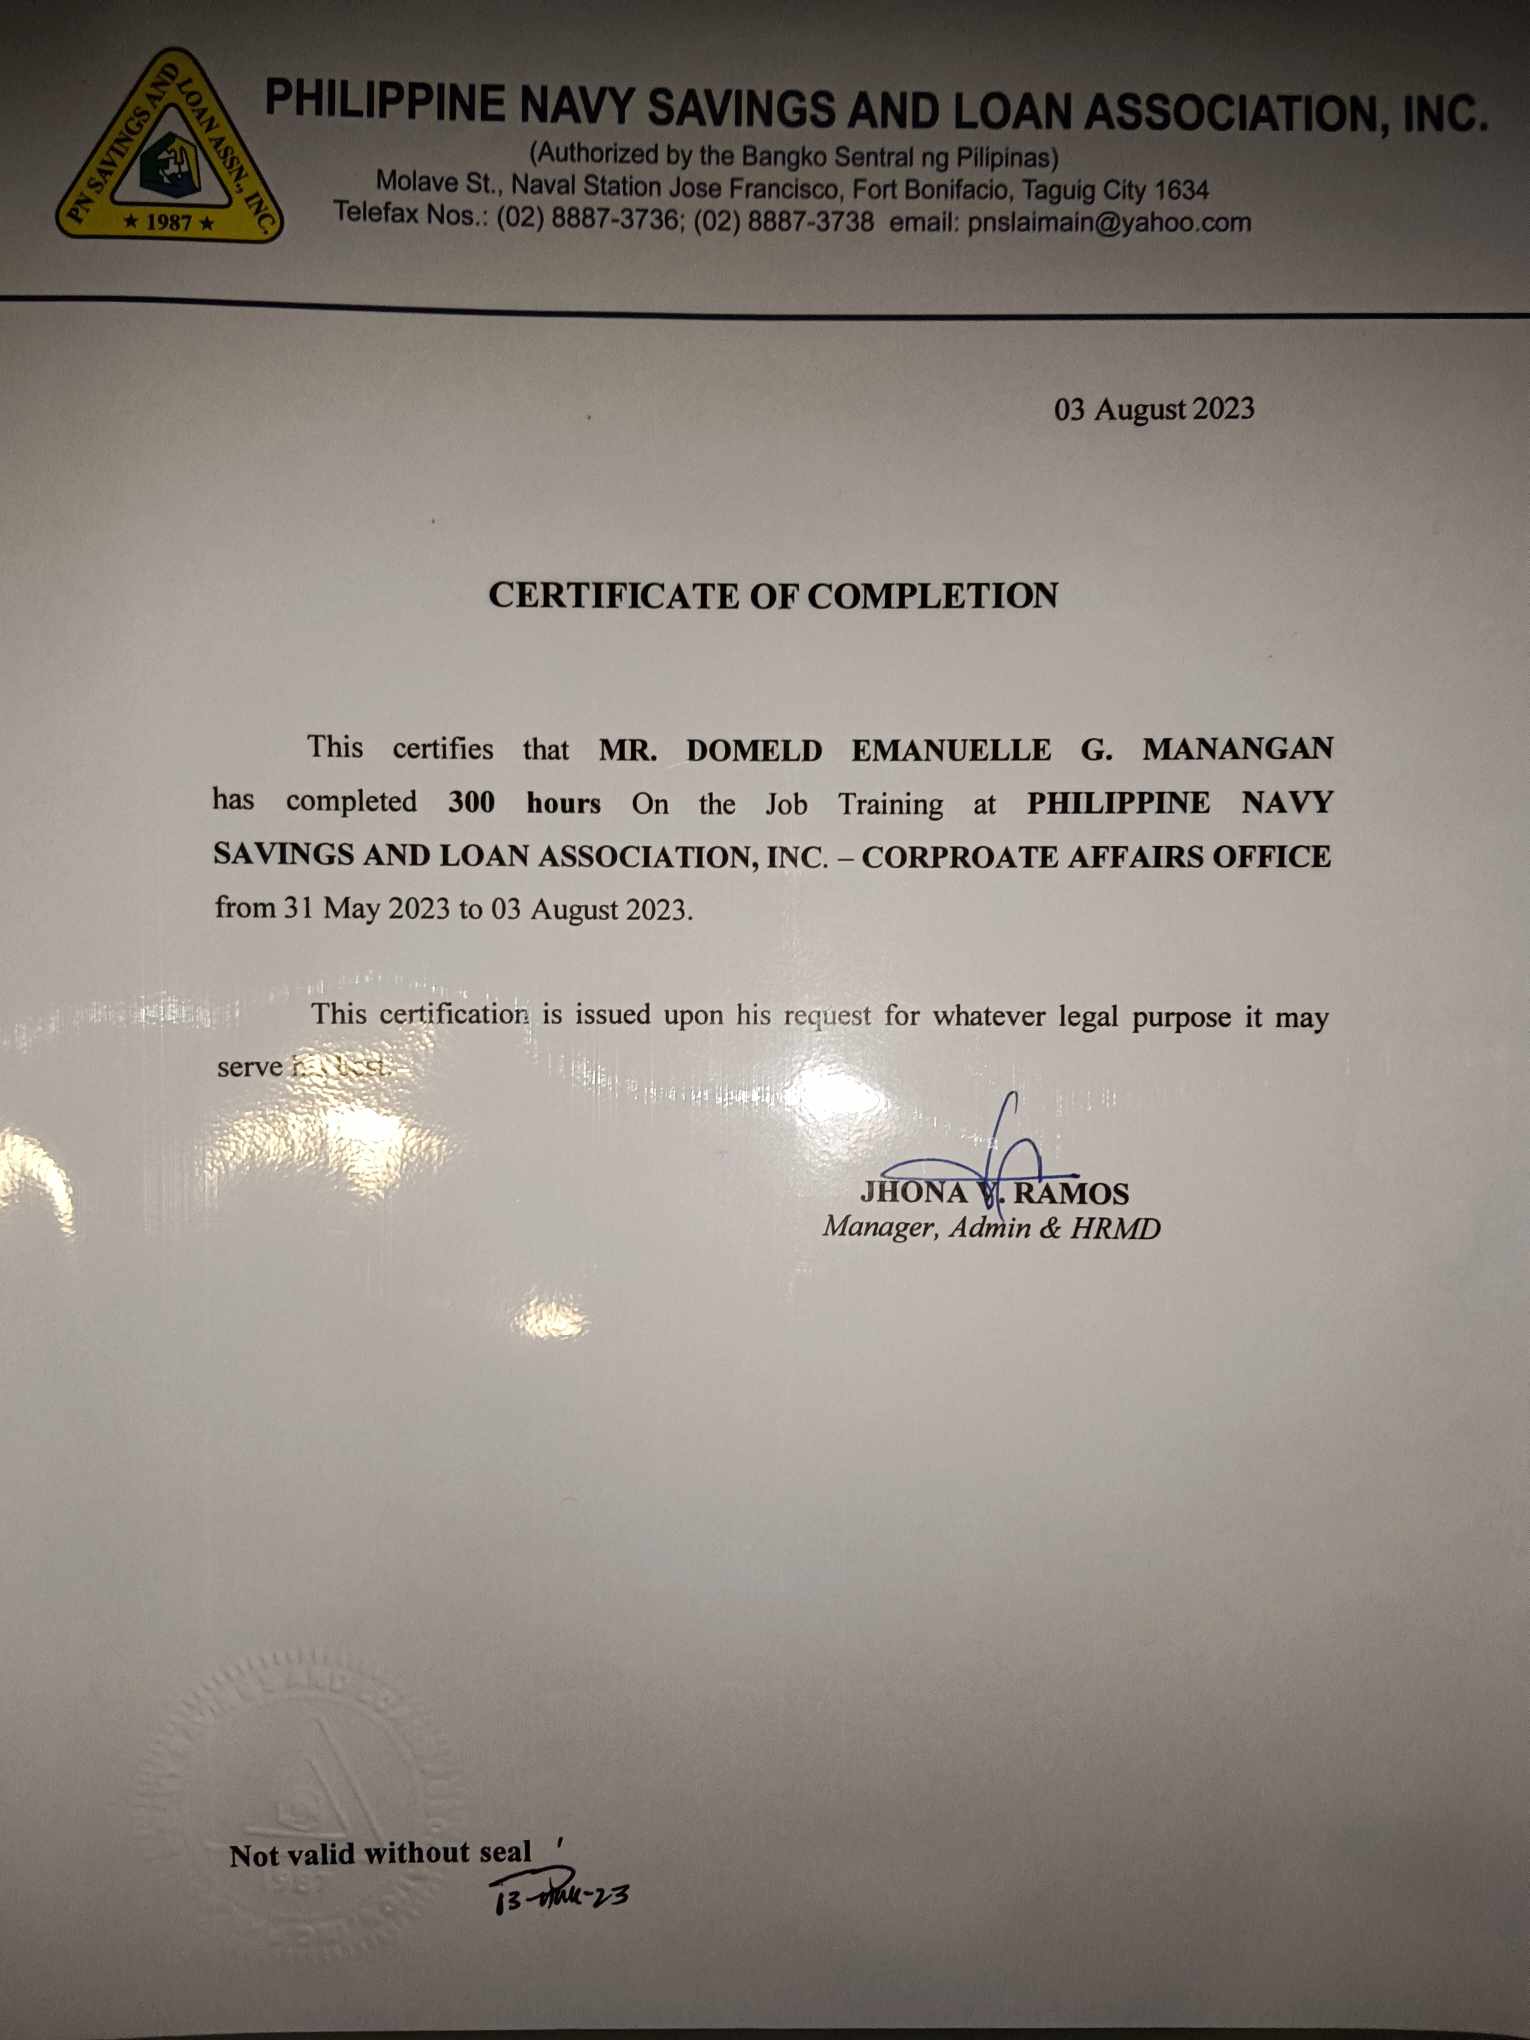 PN SAVINGS AND LOAN ASSN., INC.
★ 1987 ★
PHILIPPINE NAVY SAVINGS AND LOAN ASSOCIATION, INC.
(Authorized by the Bangko Sentral ng Pilipinas)
Molave St., Naval Station Jose Francisco, Fort Bonifacio, Taguig City 1634
Telefax Nos.: (02) 8887-3736; (02) 8887-3738 email: pnslaimain@yahoo.com
03 August 2023
CERTIFICATE OF COMPLETION
This certifies that MR. DOMELD EMANUELLE G. MANANGAN
has completed 300 hours On the Job Training at PHILIPPINE NAVY
SAVINGS AND LOAN ASSOCIATION, INC. – CORPROATE AFFAIRS OFFICE
from 31 May 2023 to 03 August 2023.
This certification is issued upon his request for whatever legal purpose it may
serve
JHONA V. RAMOS
Manager, Admin & HRMD
Not valid without seal